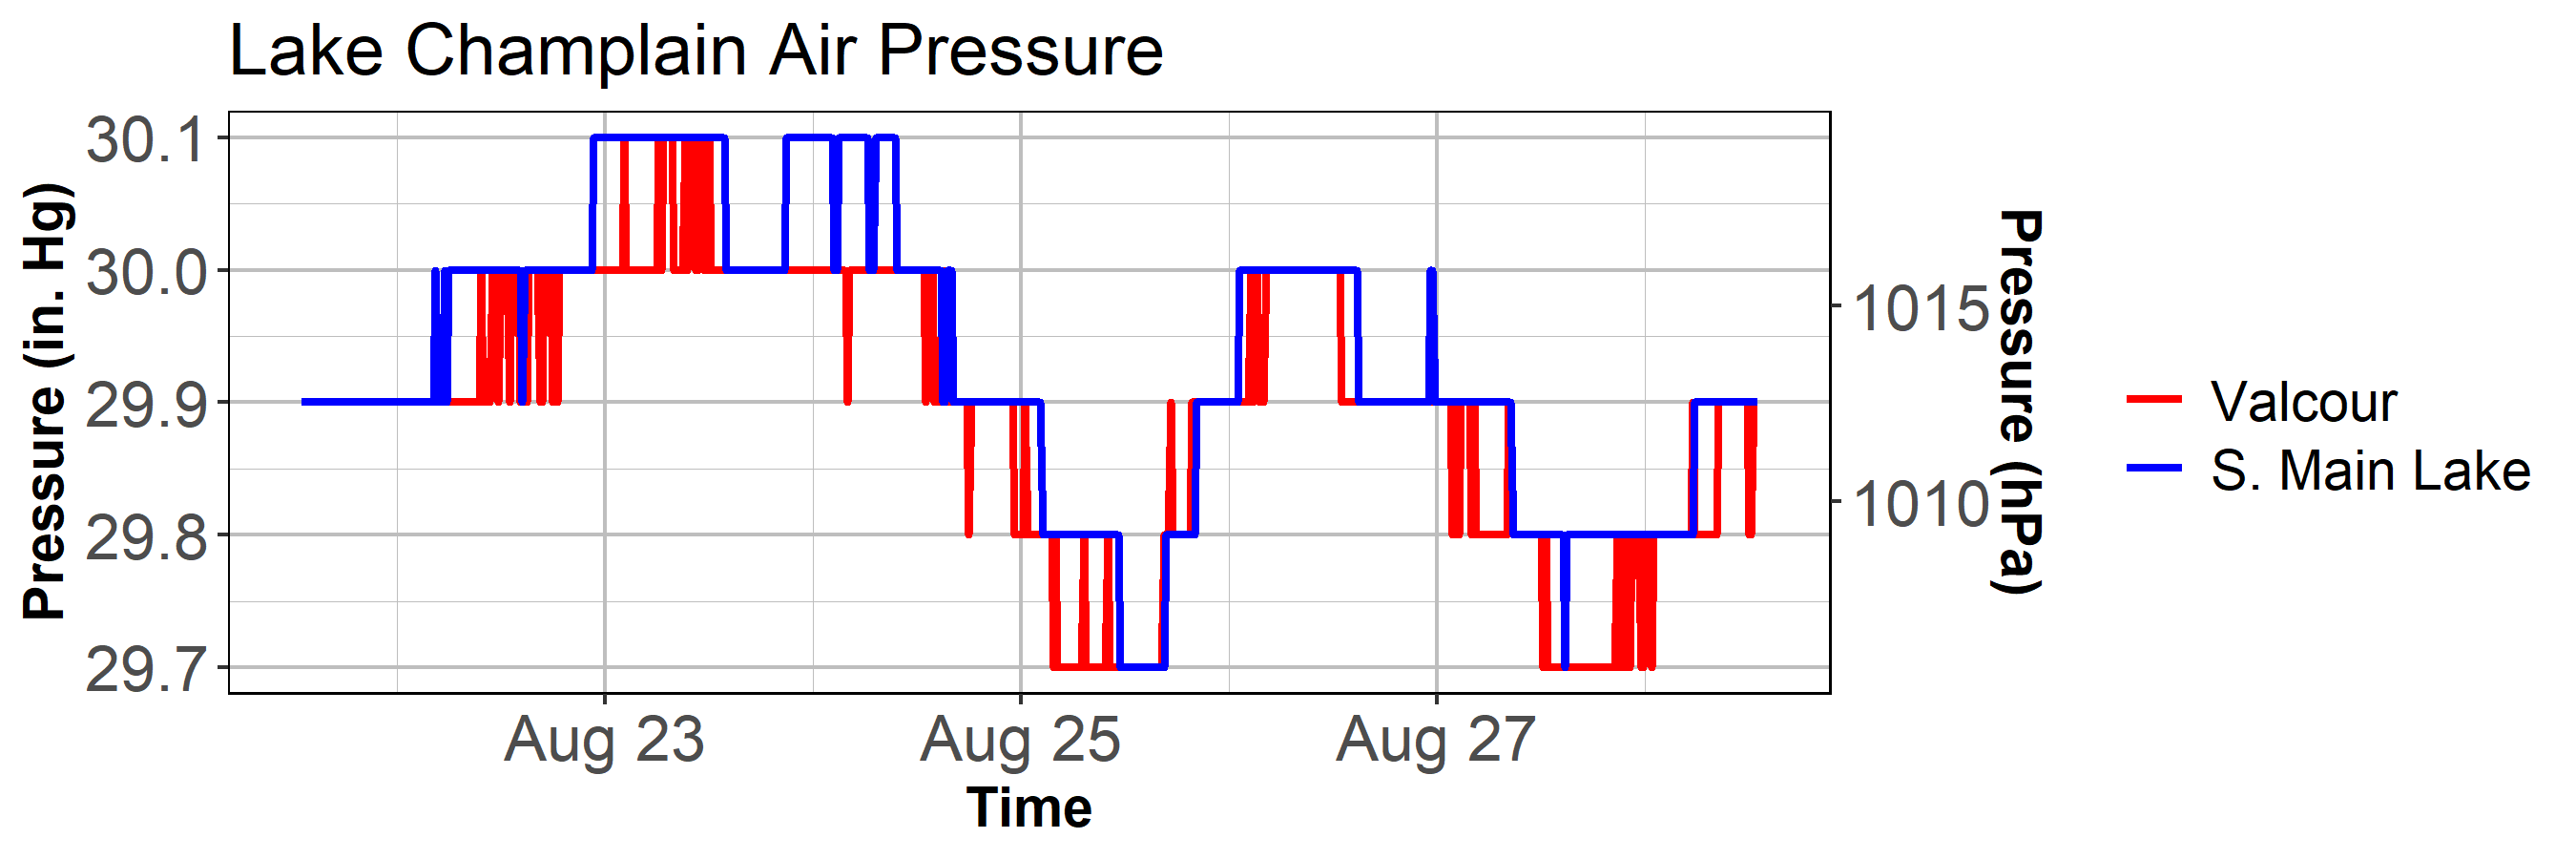 Lake Champlain Air Pressure
Pressure (in. Hg)
30.1
30.0
29.9
29.8
29.7
Aug 23
Aug 25
Aug 27
Time
1015
1010
Pressure (hPa)
Valcour
S. Main Lake